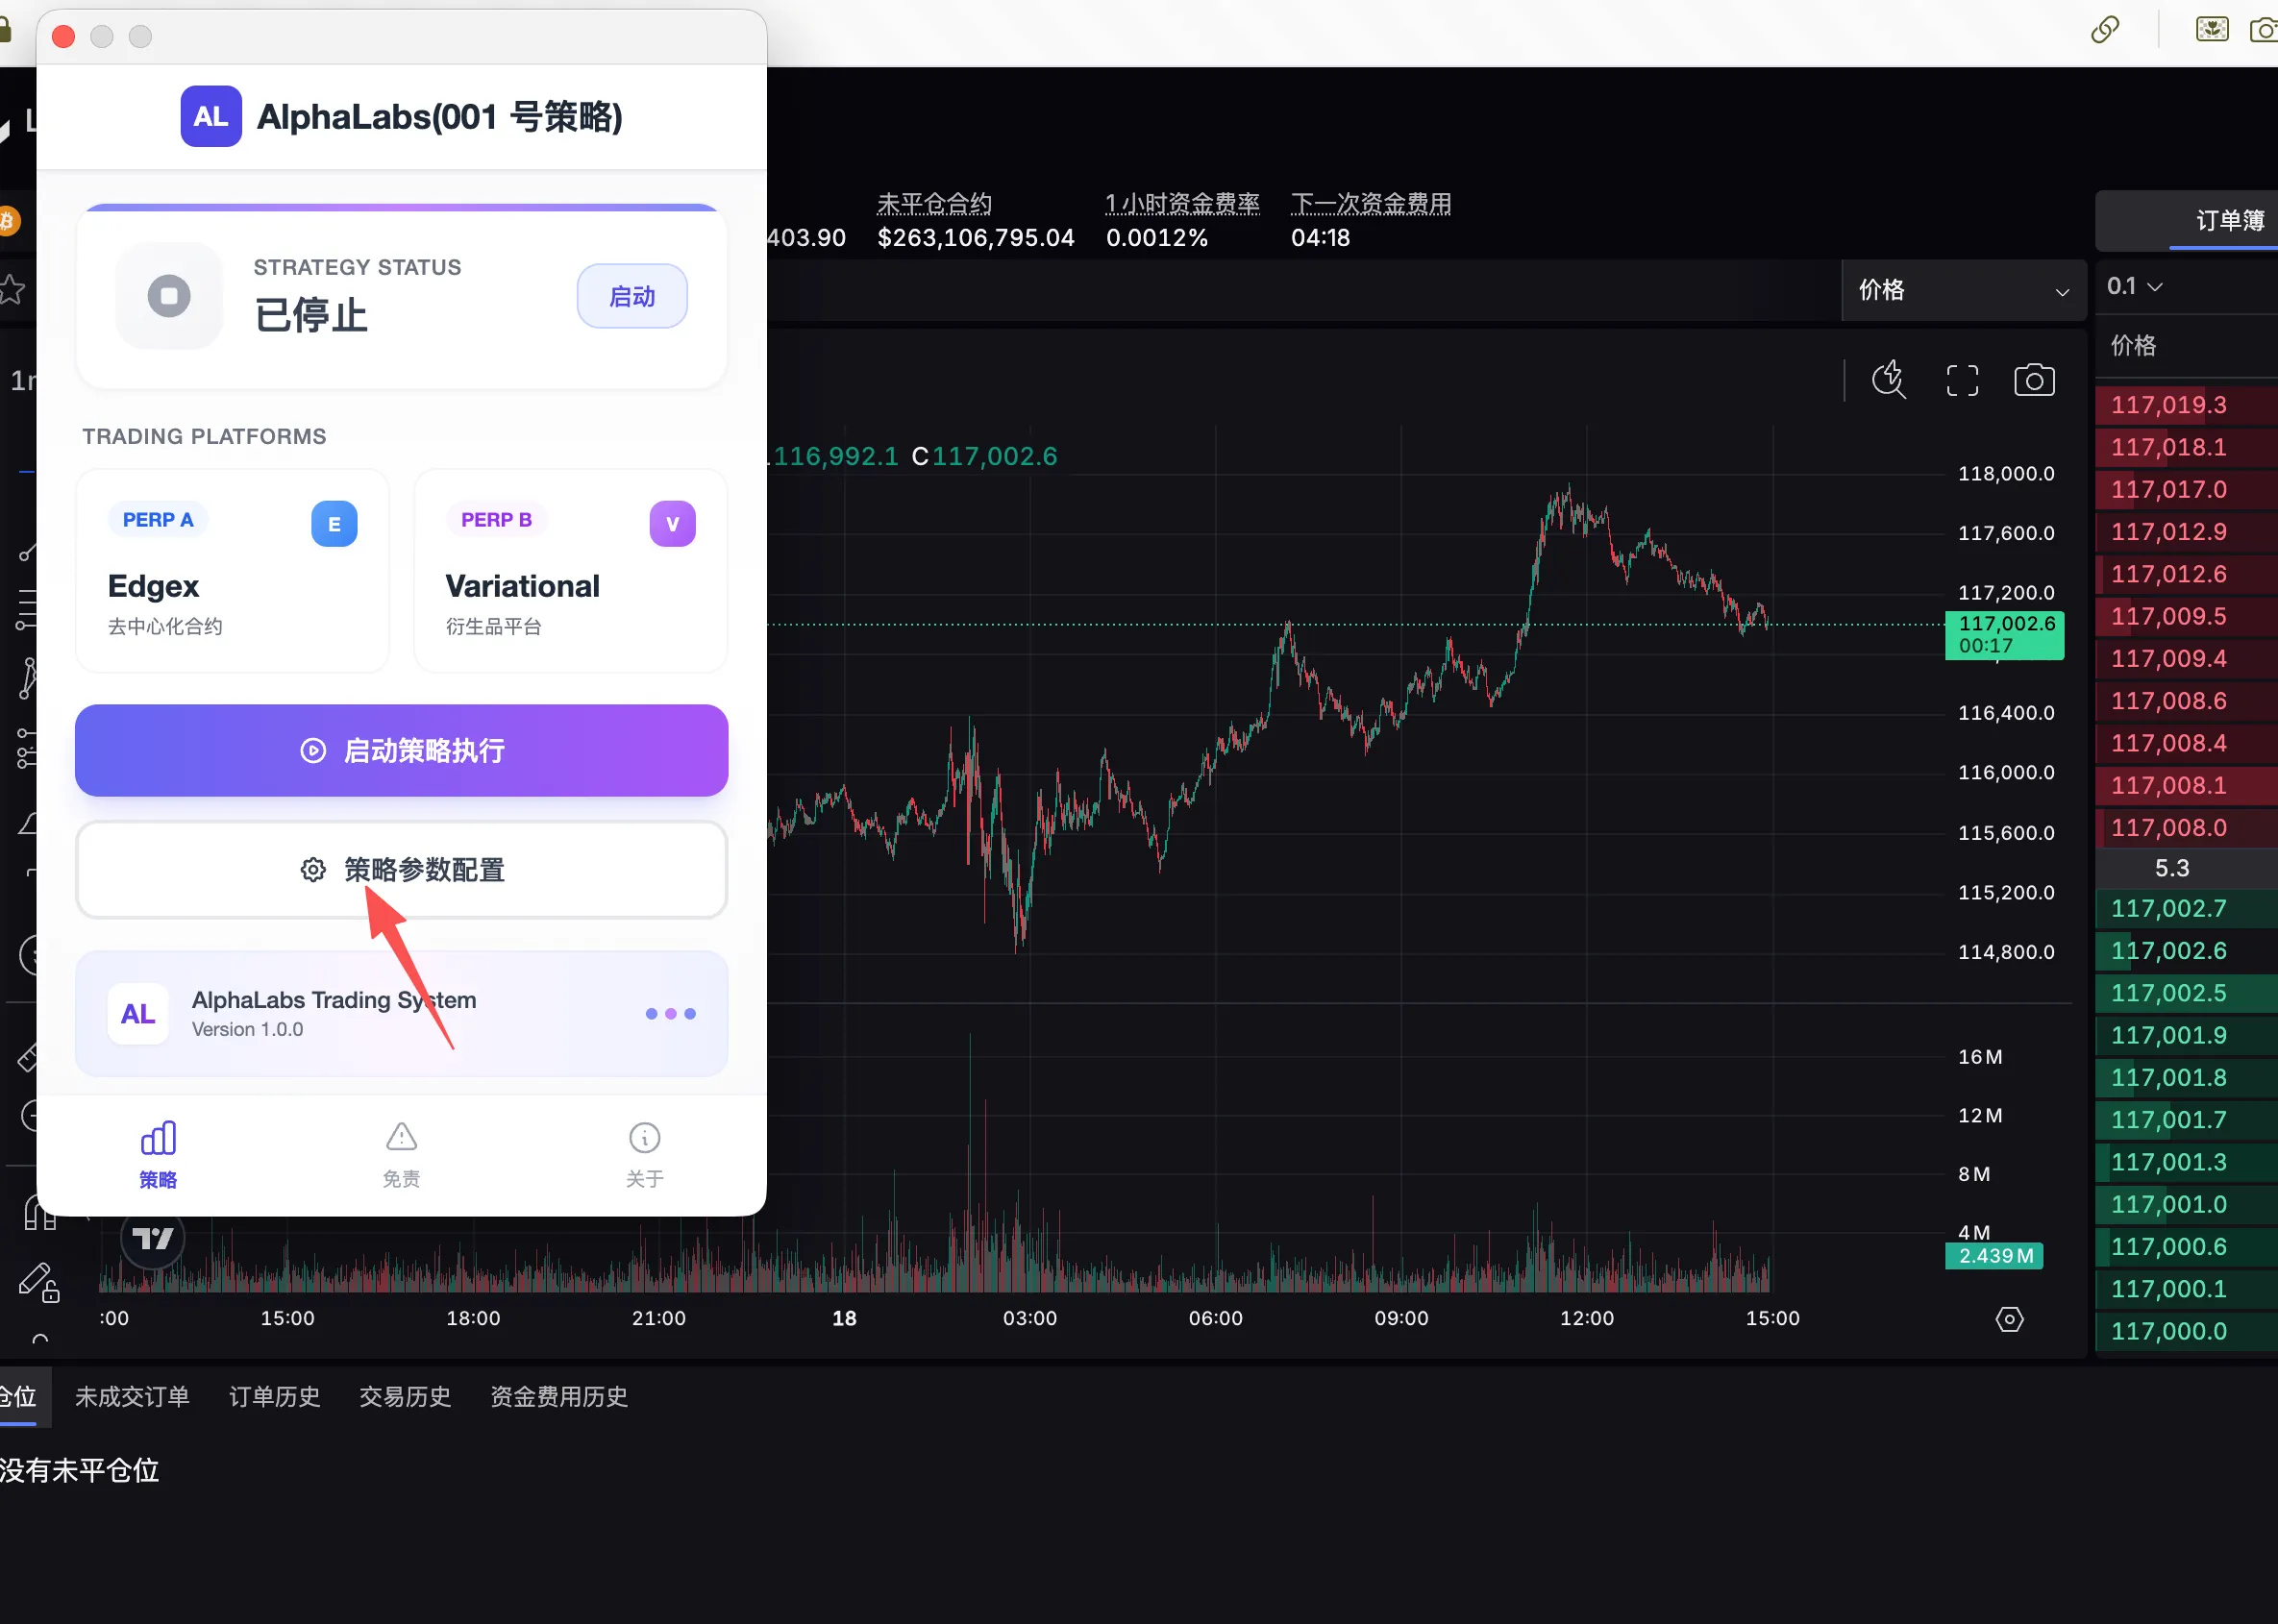 AL AlphaLabs(001 号策略)
STRATEGY STATUS
已停止
启动
TRADING PLATFORMS
PERP A
E
Edgex
去中心化合约
PERP B
V
Variational
衍生品平台
启动策略执行
策略参数配置
AL
AlphaLabs Trading System
Version 1.0.0
策略
免责
关于
403.90
未平仓合约
$263,106,795.04
1 小时资金费率
0.0012%
下一次资金费用
04:18
价格
116,992.1 C117,002.6
118,000.0
117,600.0
117,200.0
117,002.6
00:17
116,400.0
116,000.0
115,600.0
115,200.0
114,800.0
16M
12M
8M
4M
2.439M
:00 15:00 18:00 21:00 18 03:00 06:00 09:00 12:00 15:00
订单簿
0.1
价格
117,019.3
117,018.1
117,017.0
117,012.9
117,012.6
117,009.5
117,009.4
117,008.6
117,008.4
117,008.1
117,008.0
5.3
117,002.7
117,002.6
117,002.5
117,001.9
117,001.8
117,001.7
117,001.3
117,001.0
117,000.6
117,000.1
117,000.0
仓位 未成交订单 订单历史 交易历史 资金费用历史
没有未平仓位